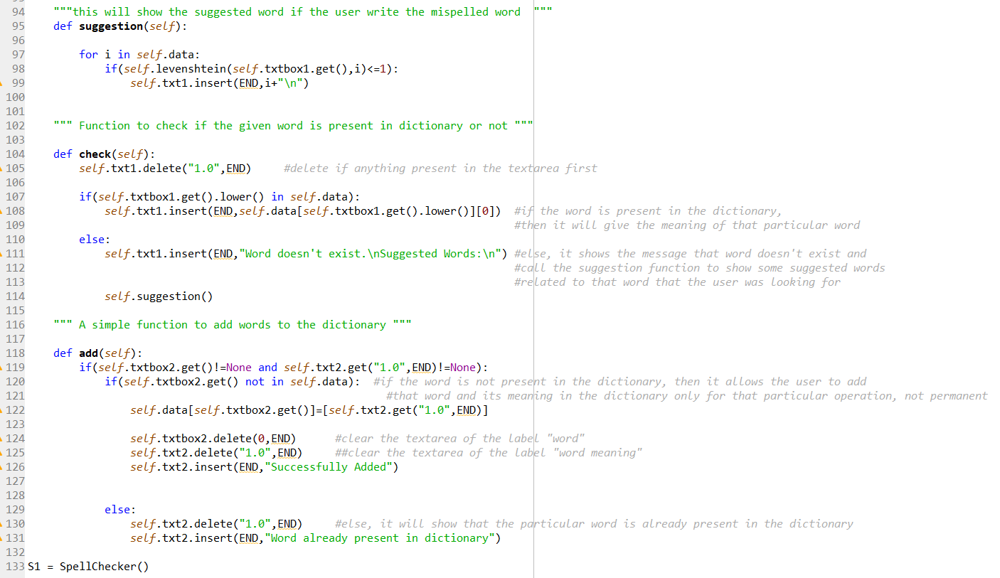 94 """this will show the suggested word if the user write the mispelled word  """
95 def suggestion(self):
96
97 for i in self.data:
98 if(self.levenshtein(self.txtbox1.get(),i)<=1):
99 self.txt1.insert(END,i+"\n")
100
101
102 """ Function to check if the given word is present in dictionary or not """
103
104 def check(self):
105 self.txt1.delete("1.0",END)     #delete if anything present in the textarea first
106
107 if(self.txtbox1.get().lower() in self.data):
108 self.txt1.insert(END,self.data[self.txtbox1.get().lower()][0])  #if the word is present in the dictionary,
109 #then it will give the meaning of that particular word
110 else:
111 self.txt1.insert(END,"Word doesn't exist.\nSuggested Words:\n") #else, it shows the message that word doesn't exist and
112 #call the suggestion function to show some suggested words
113 #related to that word that the user was looking for
114 self.suggestion()
115
116 """ A simple function to add words to the dictionary """
117
118 def add(self):
119 if(self.txtbox2.get()!=None and self.txt2.get("1.0",END)!=None):
120 if(self.txtbox2.get() not in self.data):  #if the word is not present in the dictionary, then it allows the user to add
121 #that word and its meaning in the dictionary only for that particular operation, not permanent
122 self.data[self.txtbox2.get()]=[self.txt2.get("1.0",END)]
123
124 self.txtbox2.delete(0,END)      #clear the textarea of the label "word"
125 self.txt2.delete("1.0",END)     ##clear the textarea of the label "word meaning"
126 self.txt2.insert(END,"Successfully Added")
127
128
129 else:
130 self.txt2.delete("1.0",END)     #else, it will show that the particular word is already present in the dictionary
131 self.txt2.insert(END,"Word already present in dictionary")
132
133 S1 = SpellChecker()